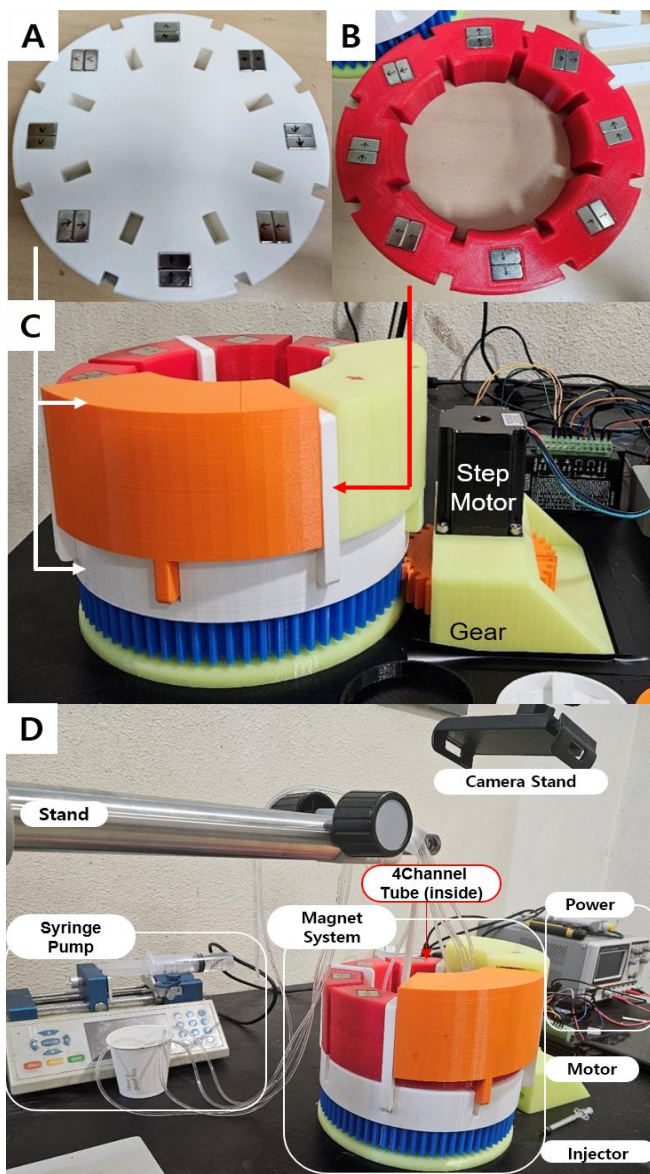 A
B
C
Step
Motor
Gear
D
Camera Stand
Stand
4Channel
Tube (inside)
Power
Magnet
System
Syringe
Pump
Motor
Injector